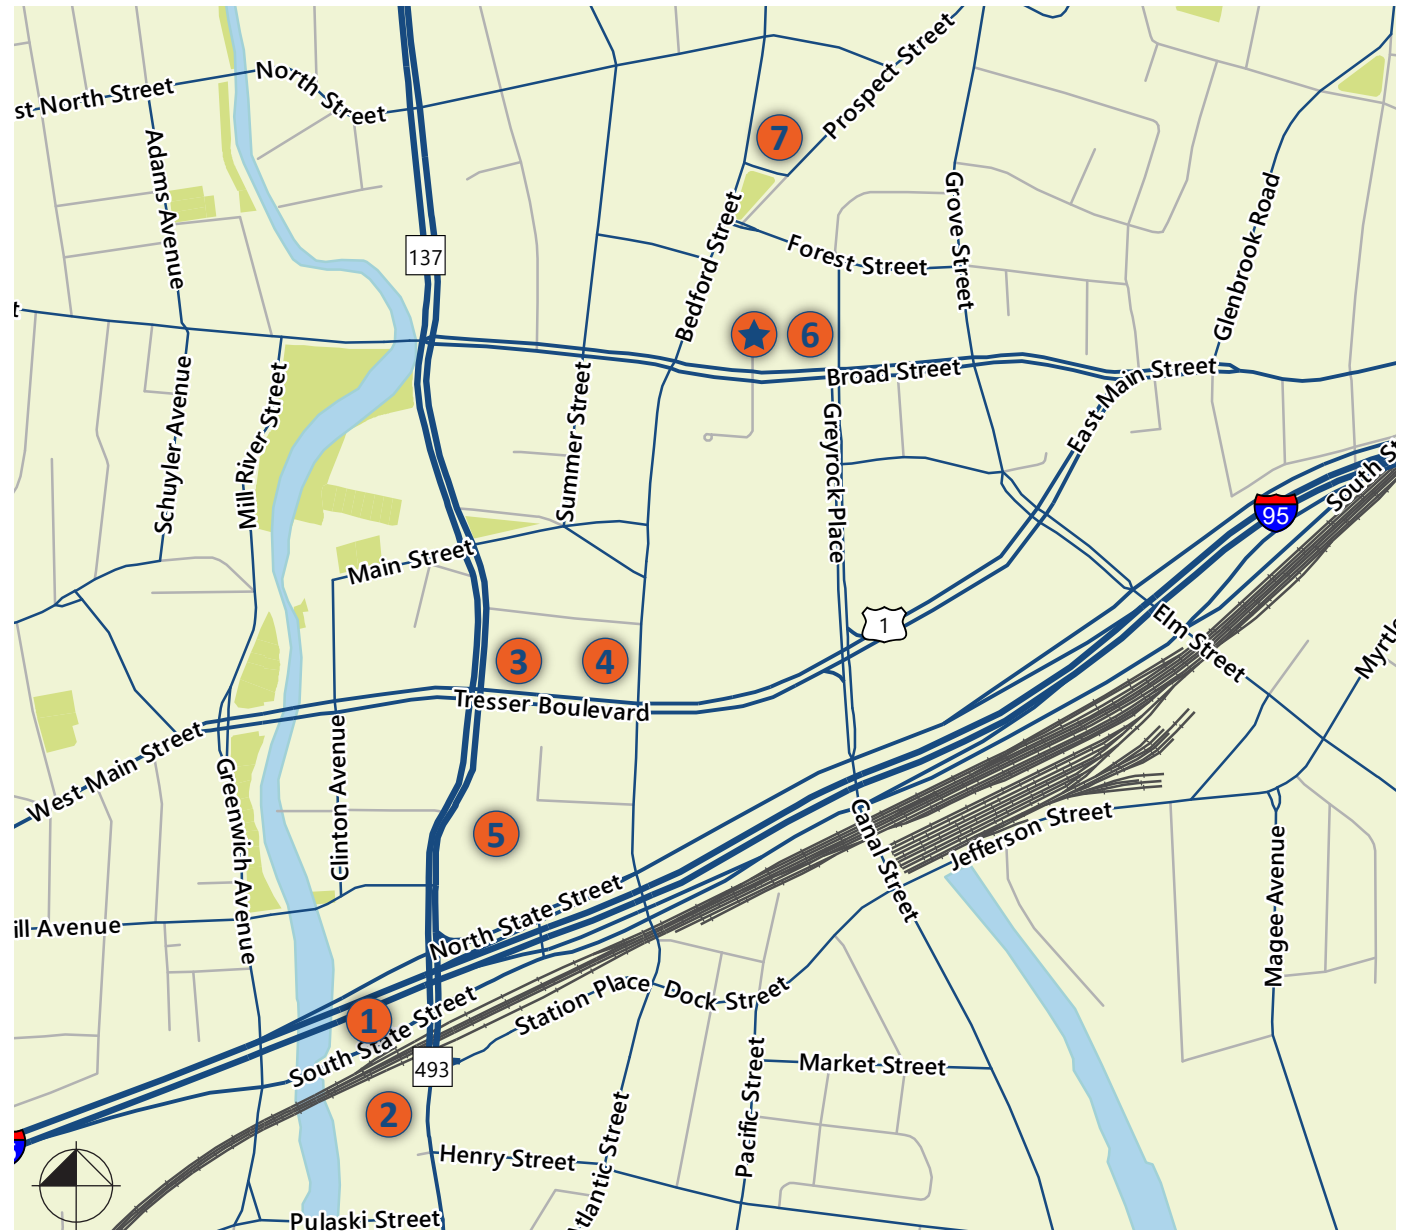 st North Street
North Street
Prospect Street
7
Adams Avenue
137
Bedford Street
Forest Street
Grove Street
Glenbrook Road
t
6
Broad Street
East Main Street
Schuyler Avenue
Mill River Street
Summer Street
Greyrock Place
South St
95
Main Street
1
Elm Street
Myrtle
3
4
Tresser Boulevard
West Main Street
Greenwich Avenue
Clinton Avenue
5
Canal Street
Jefferson Street
Magee Avenue
ill Avenue
North State Street
1
South State Street
Station Place
Dock Street
493
Market Street
2
Pacific Street
Atlantic Street
Henry Street
Pulaski Street